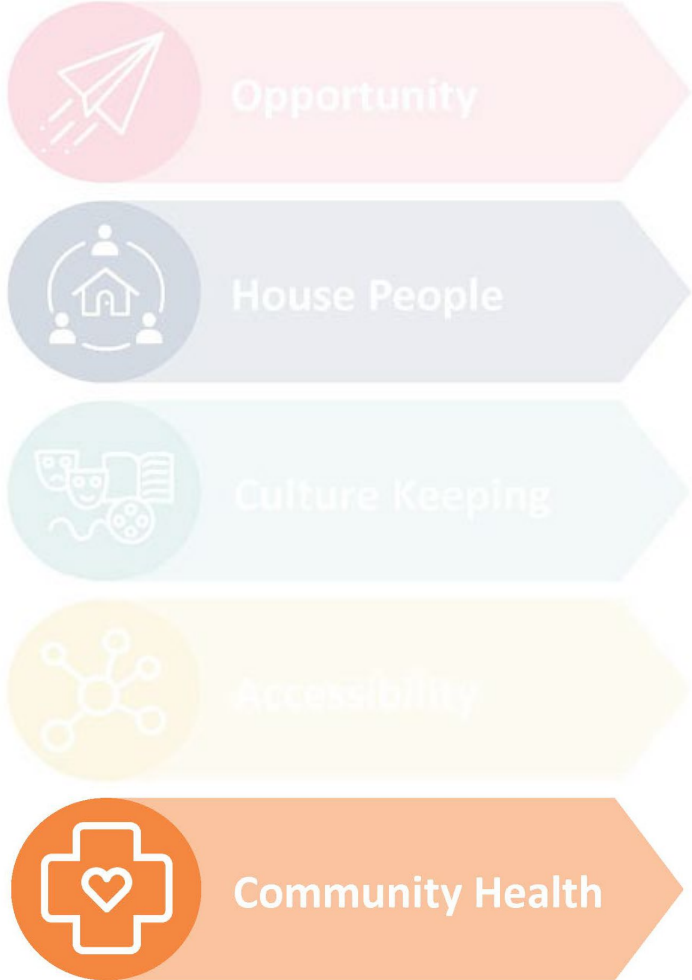 Opportunity
House People
Culture Keeping
Accessibility
Community Health